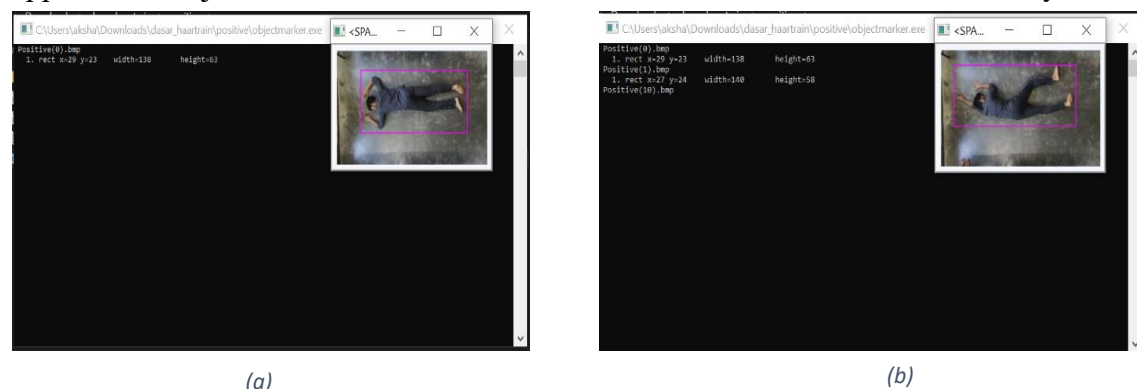 C:\Users\aksha\Downloads\dasar_haartrain\positive\objectmarker.exe
<SPA...
Positive(0).bmp
1. rect x=29 y=23 width=138 height=63
(a)
C:\Users\aksha\Downloads\dasar_haartrain\positive\objectmarker.exe
<SPA...
Positive(0).bmp
1. rect x=29 y=23 width=138 height=63
Positive(1).bmp
1. rect x=27 y=24 width=140 height=58
Positive(10).bmp
(b)